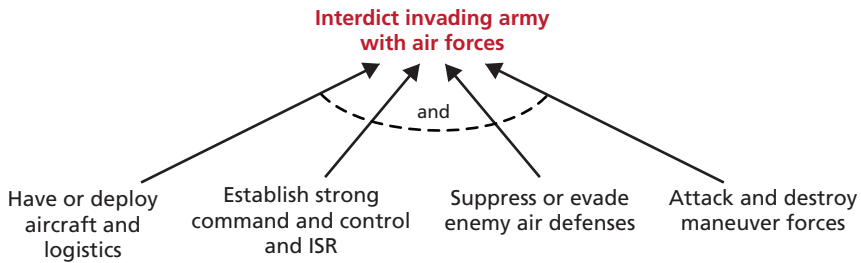 Interdict invading army
with air forces
and
Have or deploy
aircraft and
logistics
Establish strong
command and control
and ISR
Suppress or evade
enemy air defenses
Attack and destroy
maneuver forces